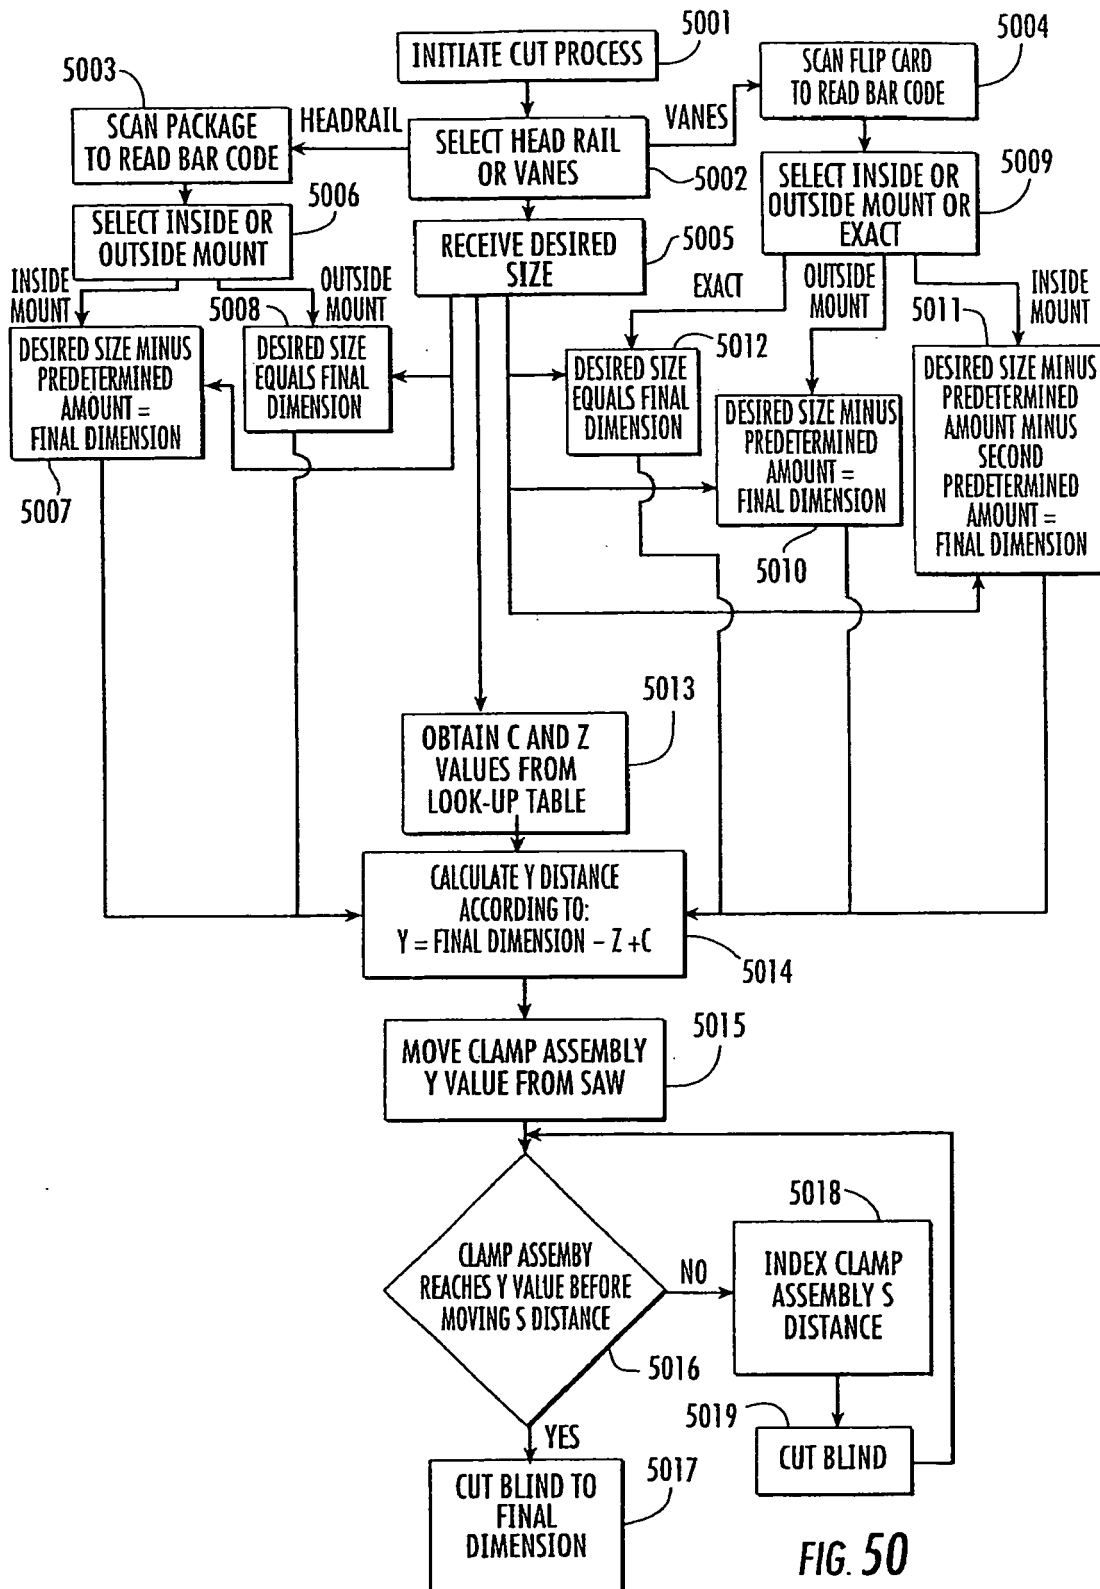 5001
INITIATE CUT PROCESS
5004
SCAN FLIP CARD
TO READ BAR CODE
5003
SCAN PACKAGE
TO READ BAR CODE
HEADRAIL
SELECT HEAD RAIL
OR VANES
VANES
5002
5009
SELECT INSIDE OR
OUTSIDE MOUNT OR
EXACT
5006
SELECT INSIDE OR
OUTSIDE MOUNT
RECEIVE DESIRED
SIZE
5005
INSIDE
MOUNT
OUTSIDE
MOUNT
5008
EXACT
OUTSIDE
MOUNT
INSIDE
MOUNT
5011
5012
DESIRED SIZE MINUS
PREDETERMINED
AMOUNT =
FINAL DIMENSION
5007
DESIRED SIZE
EQUALS FINAL
DIMENSION
DESIRED SIZE
EQUALS FINAL
DIMENSION
DESIRED SIZE MINUS
PREDETERMINED
AMOUNT =
FINAL DIMENSION
5010
DESIRED SIZE MINUS
PREDETERMINED
AMOUNT MINUS
SECOND
PREDETERMINED
AMOUNT =
FINAL DIMENSION
5013
OBTAIN C AND Z
VALUES FROM
LOOK-UP TABLE
CALCULATE Y DISTANCE
ACCORDING TO:
Y = FINAL DIMENSION – Z +C
5014
5015
MOVE CLAMP ASSEMBLY
Y VALUE FROM SAW
CLAMP ASSEMBY
REACHES Y VALUE BEFORE
MOVING S DISTANCE
5016
NO
5018
INDEX CLAMP
ASSEMBLY S
DISTANCE
5019
CUT BLIND
YES
5017
CUT BLIND TO
FINAL
DIMENSION
FIG. 50